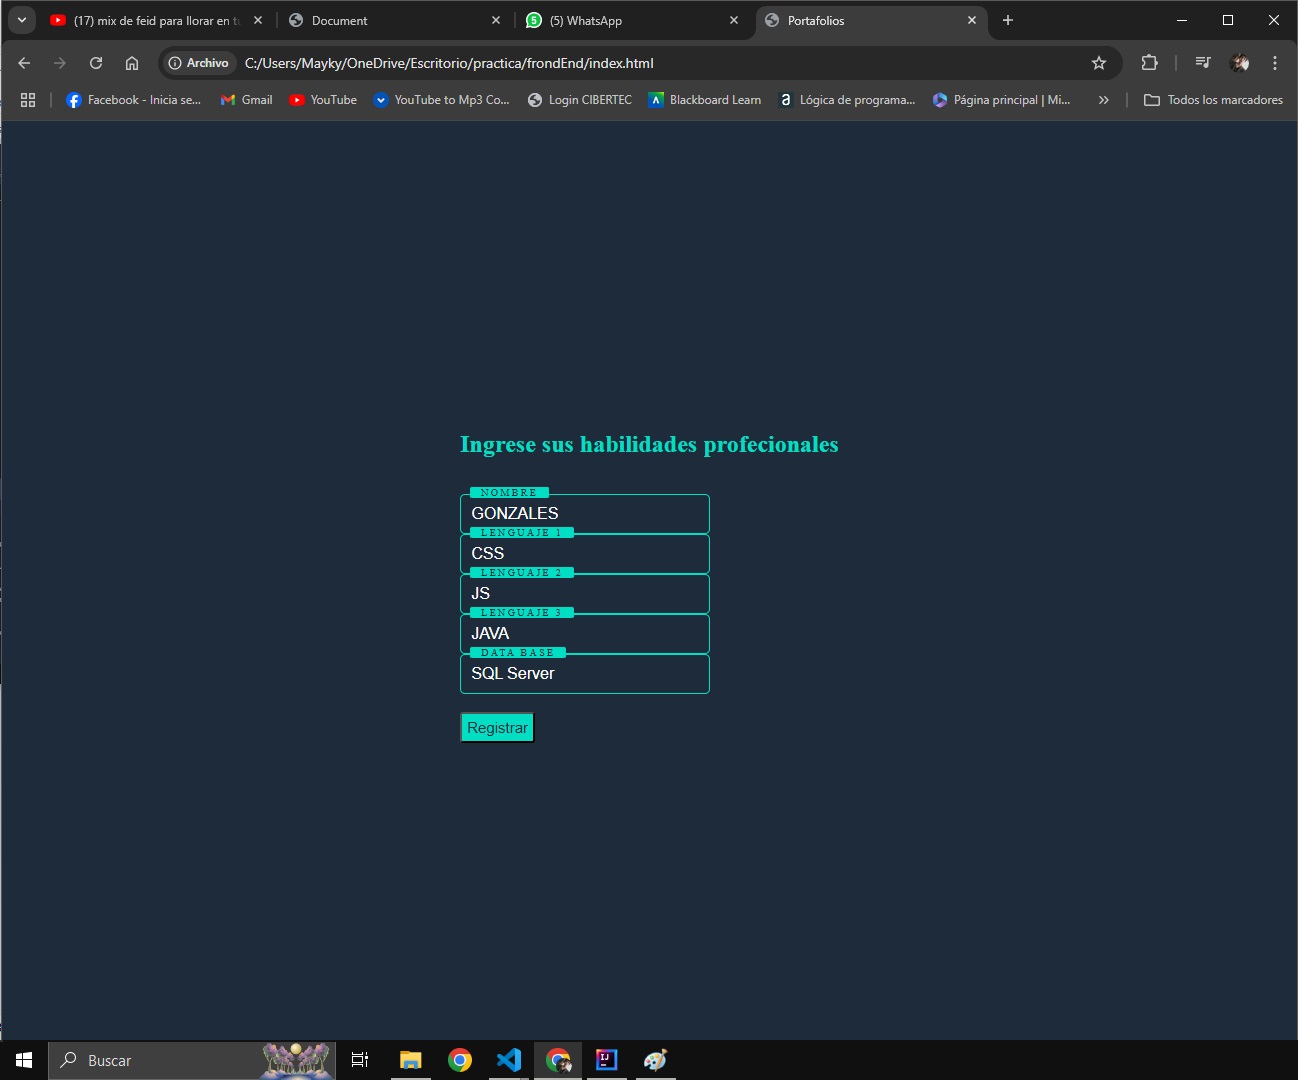 (17) mix de feid para llorar en tu
Document
(5) WhatsApp
Portafolios
Archivo
C:/Users/Mayky/OneDrive/Escritorio/practica/frondEnd/index.html
Facebook - Inicia se...
Gmail
YouTube
YouTube to Mp3 Co...
Login CIBERTEC
Blackboard Learn
Lógica de programa...
Página principal | Mi...
Todos los marcadores
Ingrese sus habilidades profecionales
NOMBRE
GONZALES
LENGUAJE 1
CSS
LENGUAJE 2
JS
LENGUAJE 3
JAVA
DATA BASE
SQL Server
Registrar
Buscar